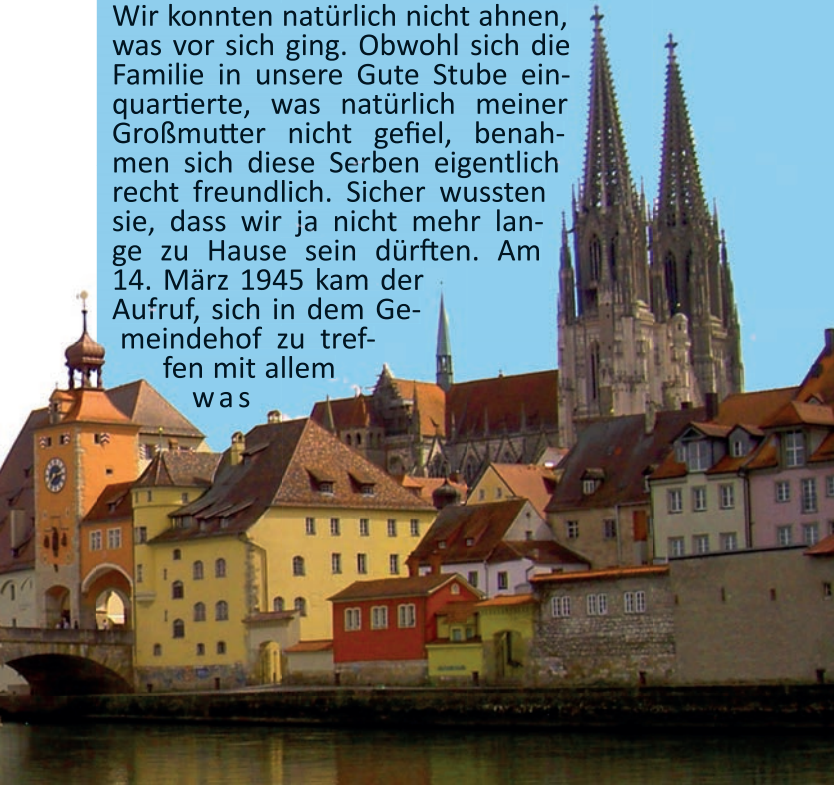 Wir konnten natürlich nicht ahnen,
was vor sich ging. Obwohl sich die
Familie in unsere Gute Stube ein-
quartierte, was natürlich meiner
Großmutter nicht gefiel, benah-
men sich diese Serben eigentlich
recht freundlich. Sicher wussten
sie, dass wir ja nicht mehr lan-
ge zu Hause sein dürften. Am
14. März 1945 kam der
Aufruf, sich in dem Ge-
meindehof zu tref-
fen mit allem
was